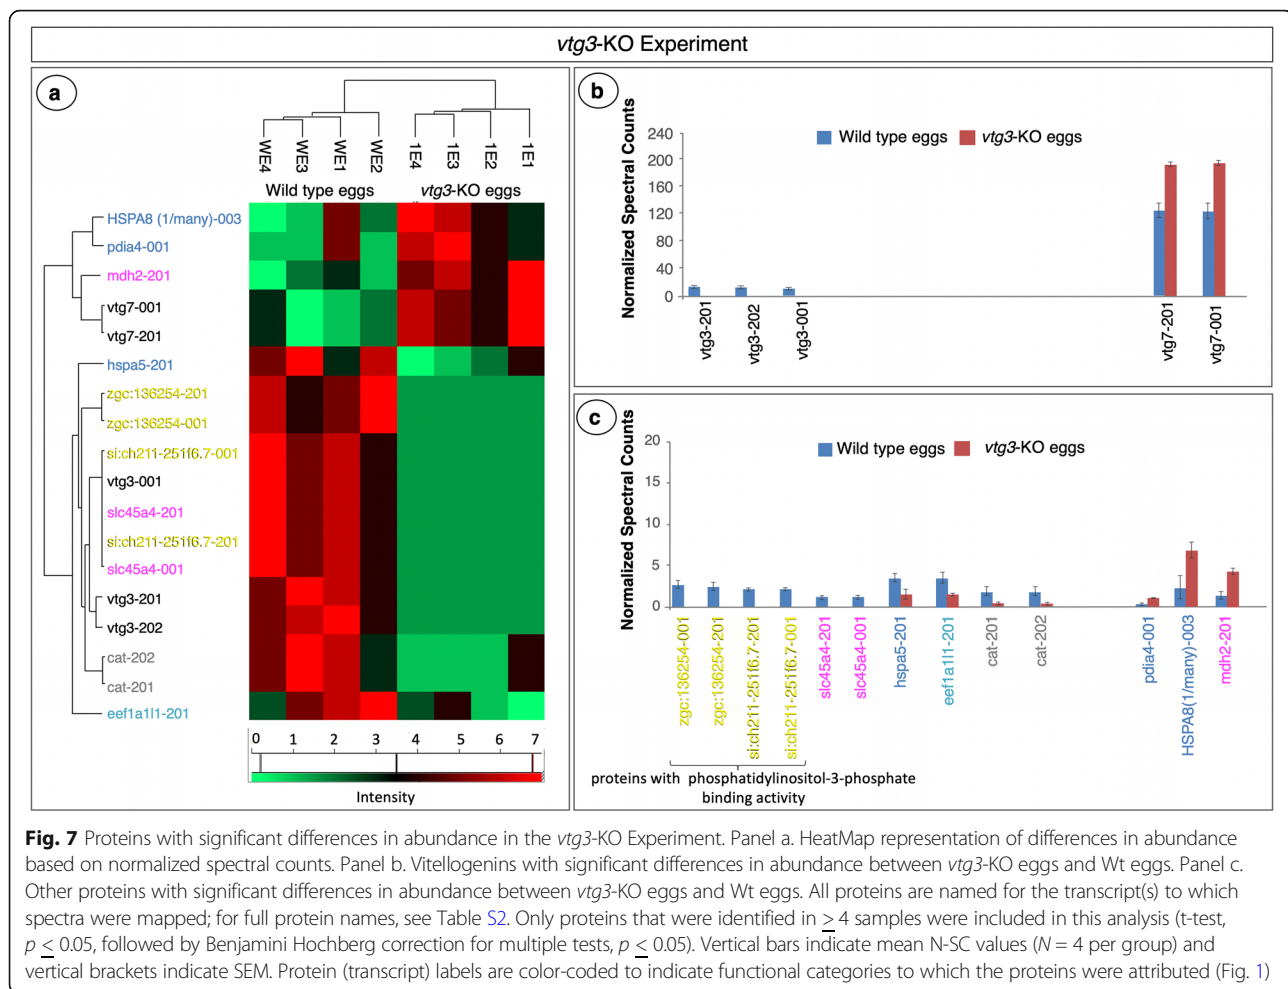 vtg3-KO Experiment
a
WE4
WE3
WE1
WE2
1E4
1E3
1E2
1E1
Wild type eggs
vtg3-KO eggs
HSPA8 (1/many)-003
pdia4-001
mdh2-201
vtg7-001
vtg7-201
hspa5-201
zgc:136254-201
zgc:136254-001
si:ch211-251f6.7-001
vtg3-001
slc45a4-201
si:ch211-251f6.7-201
slc45a4-001
vtg3-201
vtg3-202
cat-202
cat-201
eef1a1l1-201
0 1 2 3 4 5 6 7
Intensity
b
Normalized Spectral Counts
240
200
160
120
80
40
0
Wild type eggs
vtg3-KO eggs
vtg3-201
vtg3-202
vtg3-001
vtg7-201
vtg7-001
c
Normalized Spectral Counts
20
15
10
5
0
Wild type eggs
vtg3-KO eggs
zgc:136254-001
zgc:136254-201
si:ch211-251f6.7-201
si:ch211-251f6.7-001
slc45a4-201
slc45a4-001
hspa5-201
eef1a1l1-201
cat-201
cat-202
pdia4-001
HSPA8(1/many)-003
mdh2-201
proteins with phosphatidylinositol-3-phosphate
binding activity
Fig. 7 Proteins with significant differences in abundance in the vtg3-KO Experiment. Panel a. HeatMap representation of differences in abundance
based on normalized spectral counts. Panel b. Vitellogenins with significant differences in abundance between vtg3-KO eggs and Wt eggs. Panel c.
Other proteins with significant differences in abundance between vtg3-KO eggs and Wt eggs. All proteins are named for the transcript(s) to which
spectra were mapped; for full protein names, see Table S2. Only proteins that were identified in ≥ 4 samples were included in this analysis (t-test,
p ≤ 0.05, followed by Benjamini Hochberg correction for multiple tests, p ≤ 0.05). Vertical bars indicate mean N-SC values (N = 4 per group) and
vertical brackets indicate SEM. Protein (transcript) labels are color-coded to indicate functional categories to which the proteins were attributed (Fig. 1)